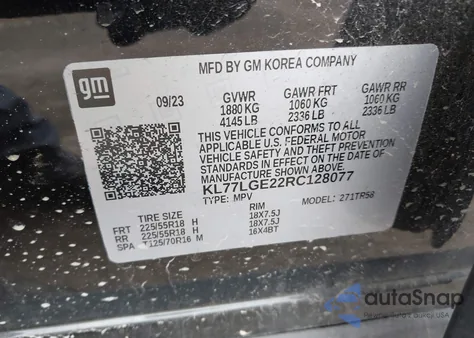 MFD BY GM KOREA COMPANY
gm
09/23 GVWR GAWR FRT GAWR RR
1880 KG 1060 KG 1060 KG
4145 LB 2336 LB 2336 LB
THIS VEHICLE CONFORMS TO ALL
APPLICABLE U.S. FEDERAL MOTOR
VEHICLE SAFETY AND THEFT PREVENTION
STANDARDS IN EFFECT ON THE DATE OF
MANUFACTURE SHOWN ABOVE.
KL77LGE22RC128077
TYPE: MPV MODEL: 271TR58
TIRE SIZE RIM
FRT 225/55R18 H 18X7.5J
RR 225/55R18 H 18X7.5J
SPA T125/70R16 M 16X4BT
autoSnap